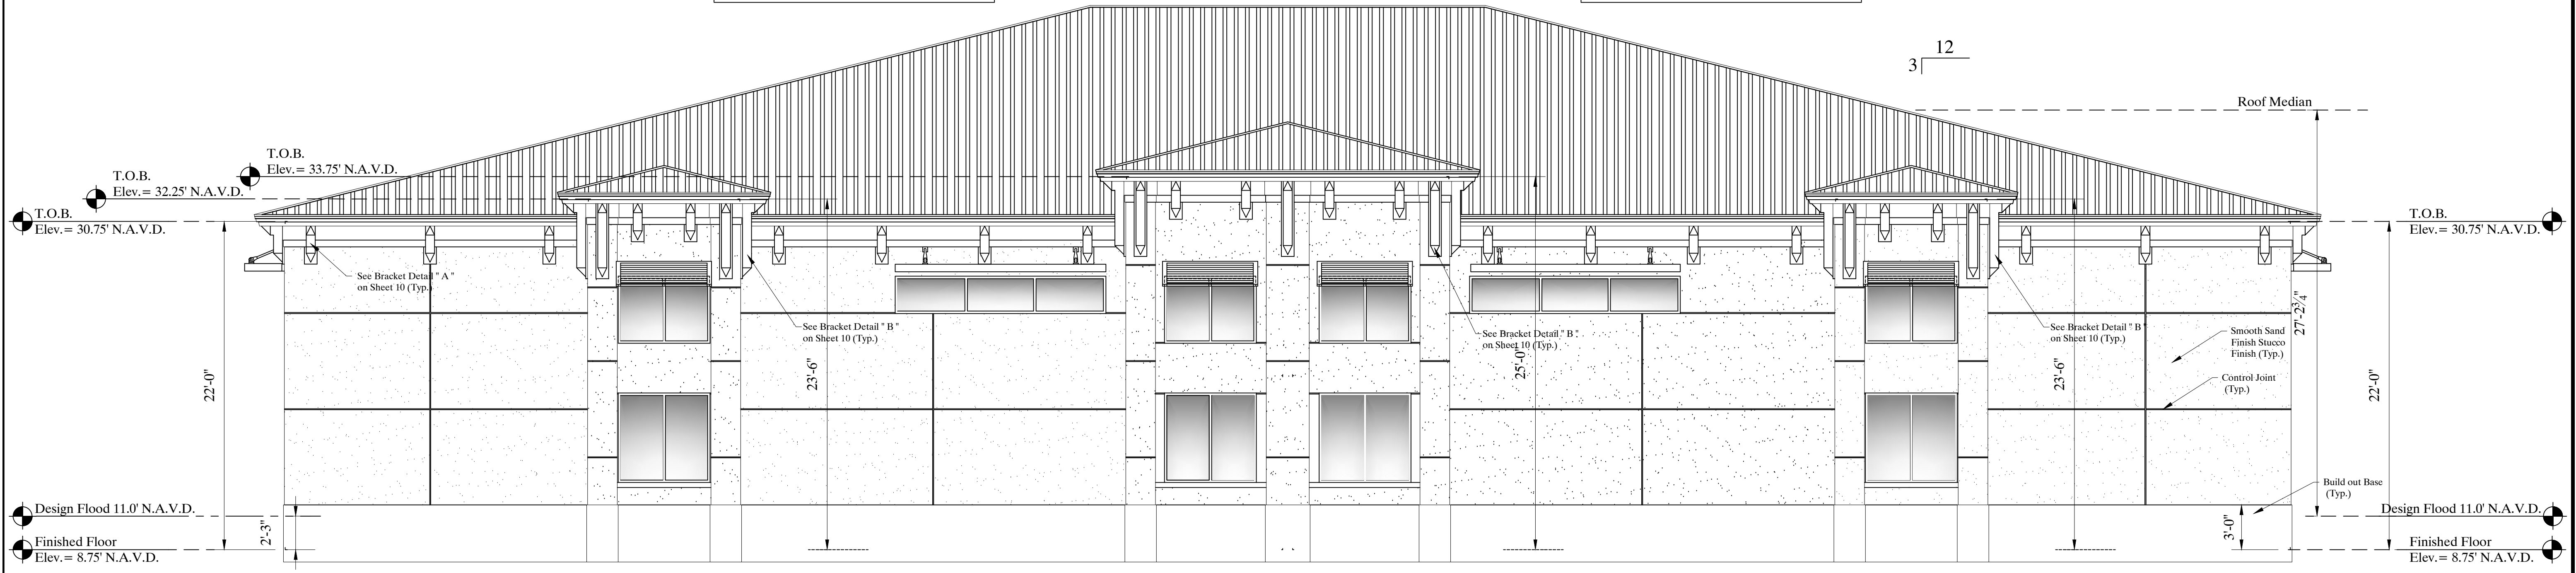 12
3
Roof Median
T.O.B.
Elev.= 33.75' N.A.V.D.
T.O.B.
Elev.= 32.25' N.A.V.D.
T.O.B.
Elev.= 30.75' N.A.V.D.
T.O.B.
Elev.= 30.75' N.A.V.D.
See Bracket Detail " A "
on Sheet 10 (Typ.)
See Bracket Detail " B "
on Sheet 10 (Typ.)
See Bracket Detail " B "
on Sheet 10 (Typ.)
See Bracket Detail " B "
on Sheet 10 (Typ.)
27'-2¾"
Smooth Sand
Finish Stucco
Finish (Typ.)
Control Joint
(Typ.)
22'-0"
23'-6"
25'-0"
23'-6"
22'-0"
Build out Base
(Typ.)
Design Flood 11.0' N.A.V.D.
Design Flood 11.0' N.A.V.D.
2'-3"
3'-0"
Finished Floor
Elev.= 8.75' N.A.V.D.
Finished Floor
Elev.= 8.75' N.A.V.D.